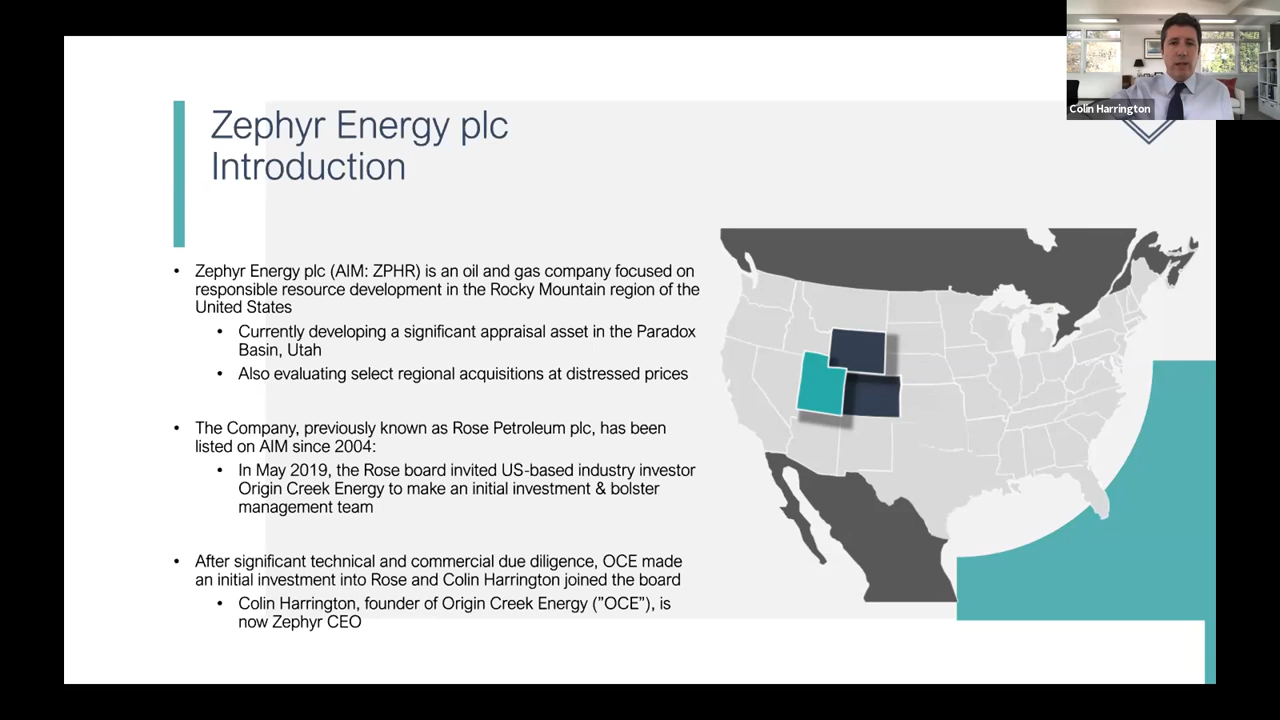 Colin Harrington
Zephyr Energy plc
Introduction
• Zephyr Energy plc (AIM: ZPHR) is an oil and gas company focused on
responsible resource development in the Rocky Mountain region of the
United States
• Currently developing a significant appraisal asset in the Paradox
Basin, Utah
• Also evaluating select regional acquisitions at distressed prices
• The Company, previously known as Rose Petroleum plc, has been
listed on AIM since 2004:
• In May 2019, the Rose board invited US-based industry investor
Origin Creek Energy to make an initial investment & bolster
management team
• After significant technical and commercial due diligence, OCE made
an initial investment into Rose and Colin Harrington joined the board
• Colin Harrington, founder of Origin Creek Energy (”OCE”), is
now Zephyr CEO